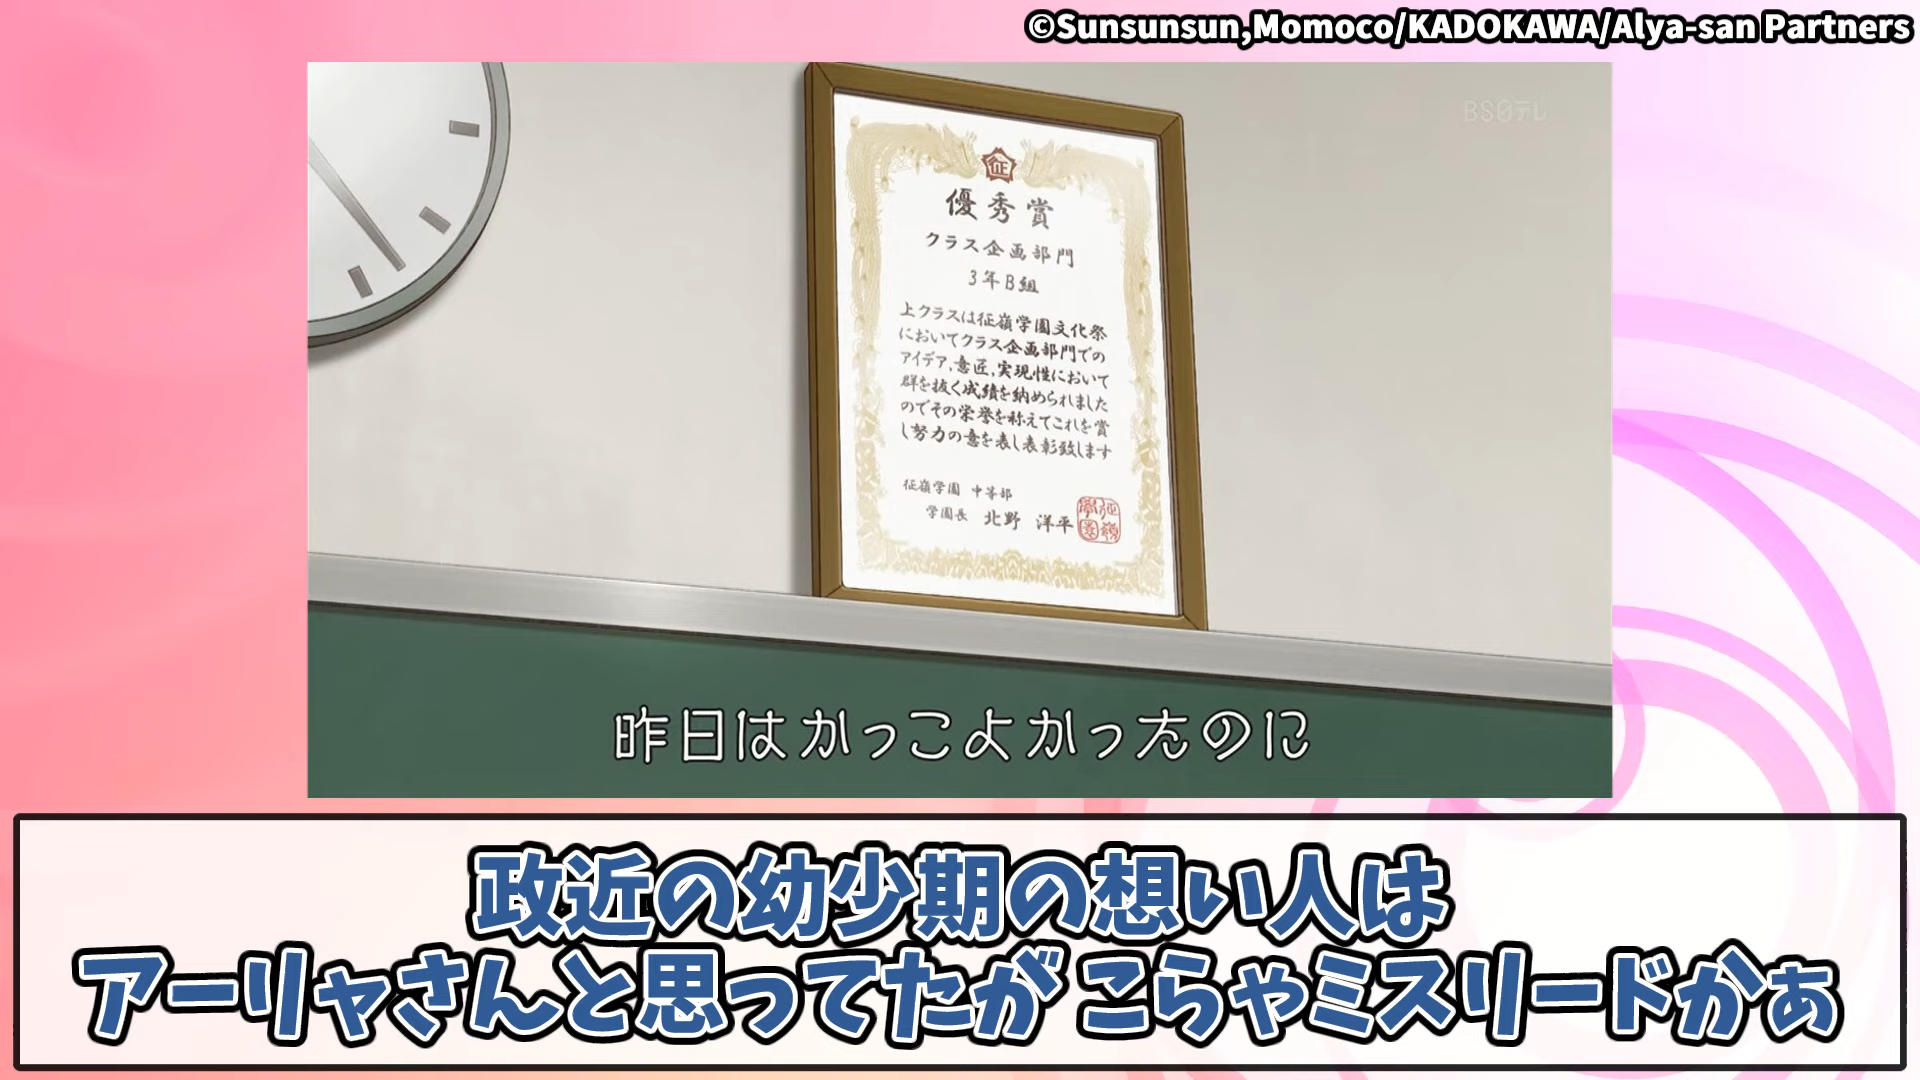 ©Sunsunsun,Momoco/KADOKAWA/Alya-san Partners
BS日テレ
征
優秀賞
クラス企画部門
3年B組
上クラスは征嶺学園文化祭
においてクラス企画部門での
アイデア、意匠、実現性において
群を抜く成績を納められました
のでその栄誉を称えてこれを賞
し努力の意を表し表彰致します
征嶺学園 中等部
学園長 北野 洋平
昨日はかっこよかったのに
政近の幼少期の想い人は
アーリャさんと思ってたが こらゃミスリードかぁ